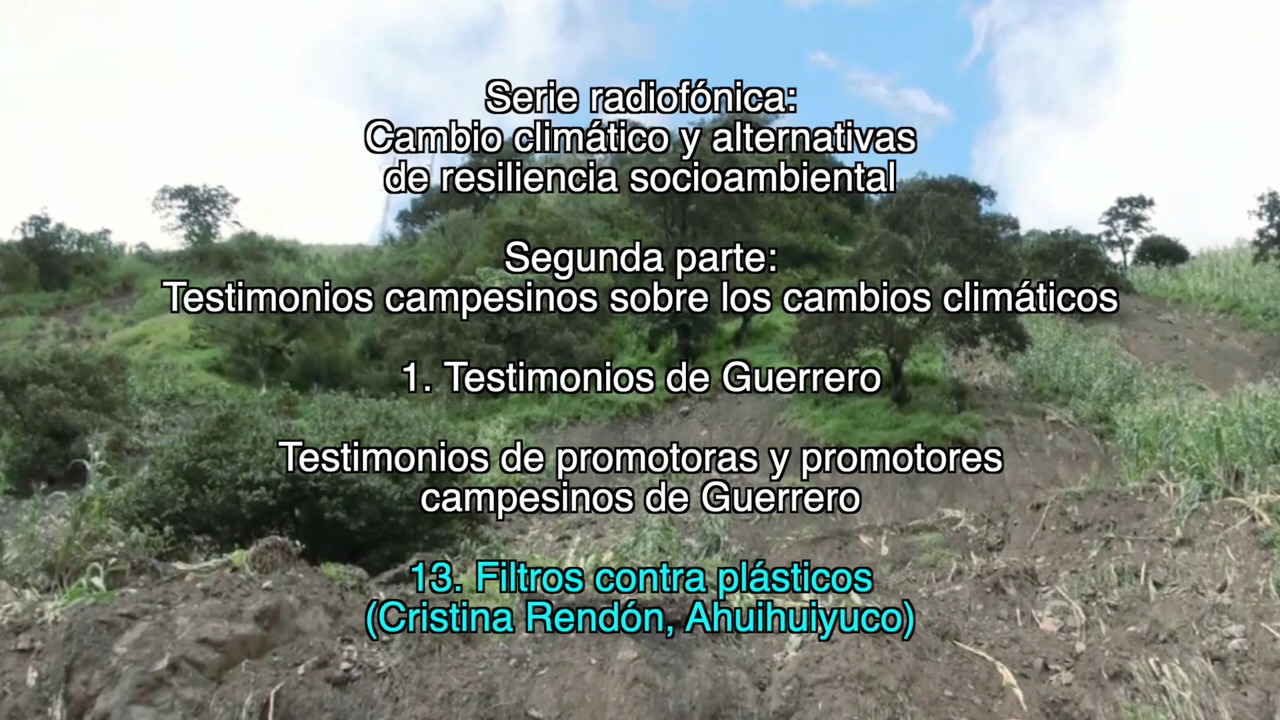 Serie radiofónica:
Cambio climático y alternativas
de resiliencia socioambiental
Segunda parte:
Testimonios campesinos sobre los cambios climáticos
1. Testimonios de Guerrero
Testimonios de promotoras y promotores
campesinos de Guerrero
13. Filtros contra plásticos
(Cristina Rendón, Ahuihuiyuco)